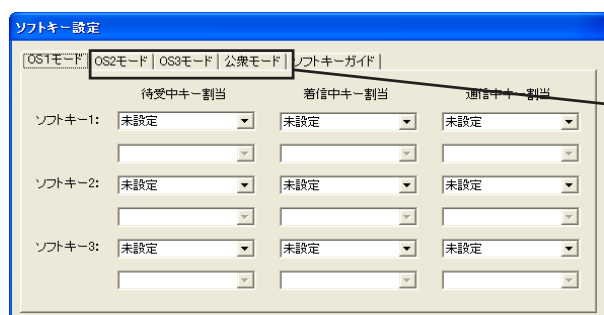 ソフトキー設定
OS1モード OS2モード OS3モード 公衆モード ソフトキーガイド
待受中キー割当 着信中キー割当 通信中キー割当
ソフトキー1: 未設定 未設定 未設定
ソフトキー2: 未設定 未設定 未設定
ソフトキー3: 未設定 未設定 未設定